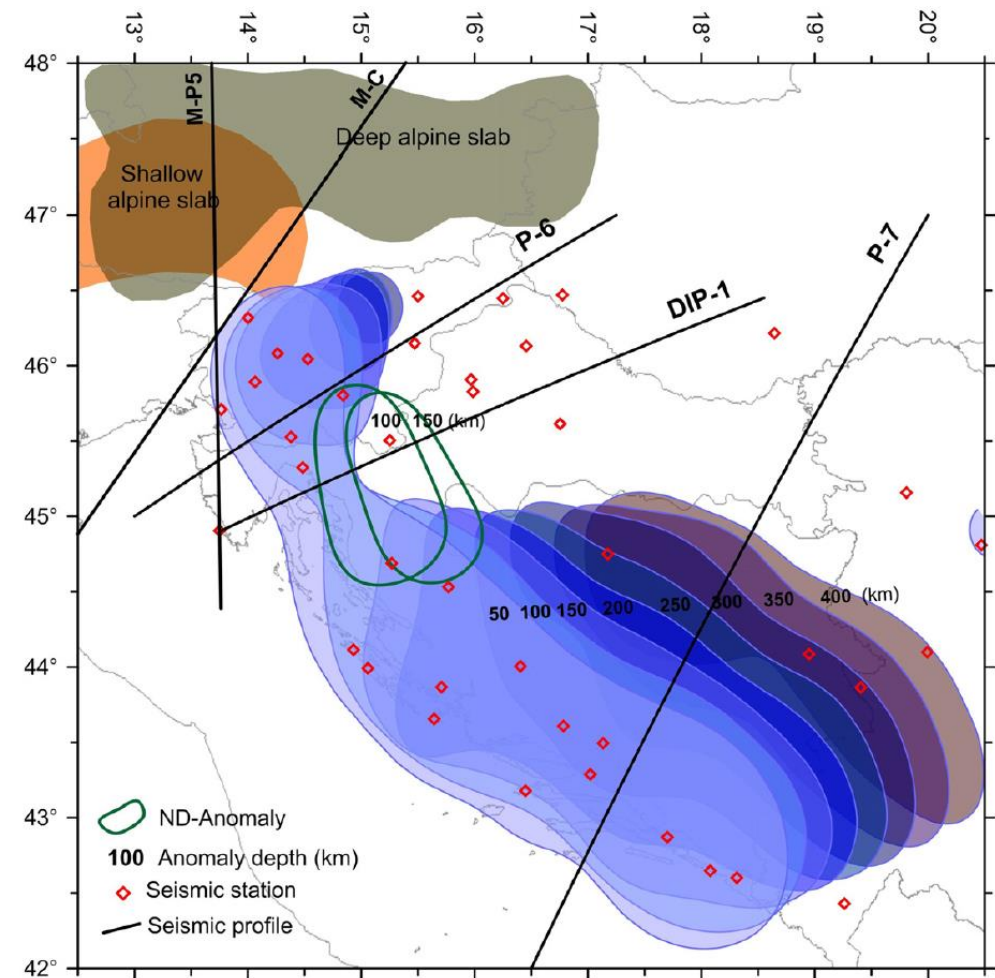 13° 14° 15° 16° 17° 18° 19° 20°
48°
M-P5
M-C
Deep alpine slab
Shallow
alpine slab
47°
P-6
P-7
DIP-1
46°
100 150 (km)
45°
50 100 150 200 250 300 350 400 (km)
44°
43°
ND-Anomaly
100 Anomaly depth (km)
Seismic station
Seismic profile
42°